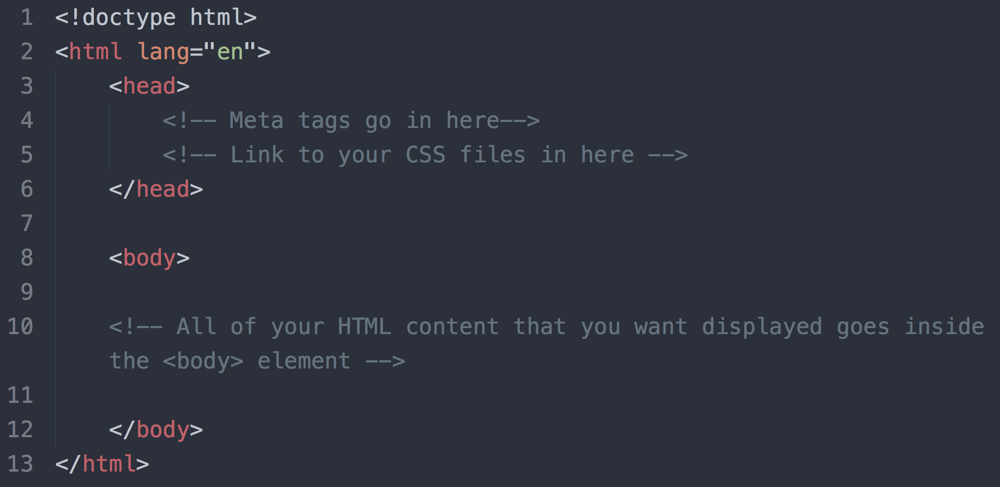 1 <!doctype html>
2 <html lang="en">
3 <head>
4 <!-- Meta tags go in here-->
5 <!-- Link to your CSS files in here -->
6 </head>
7
8 <body>
9
10 <!-- All of your HTML content that you want displayed goes inside
the <body> element -->
11
12 </body>
13 </html>